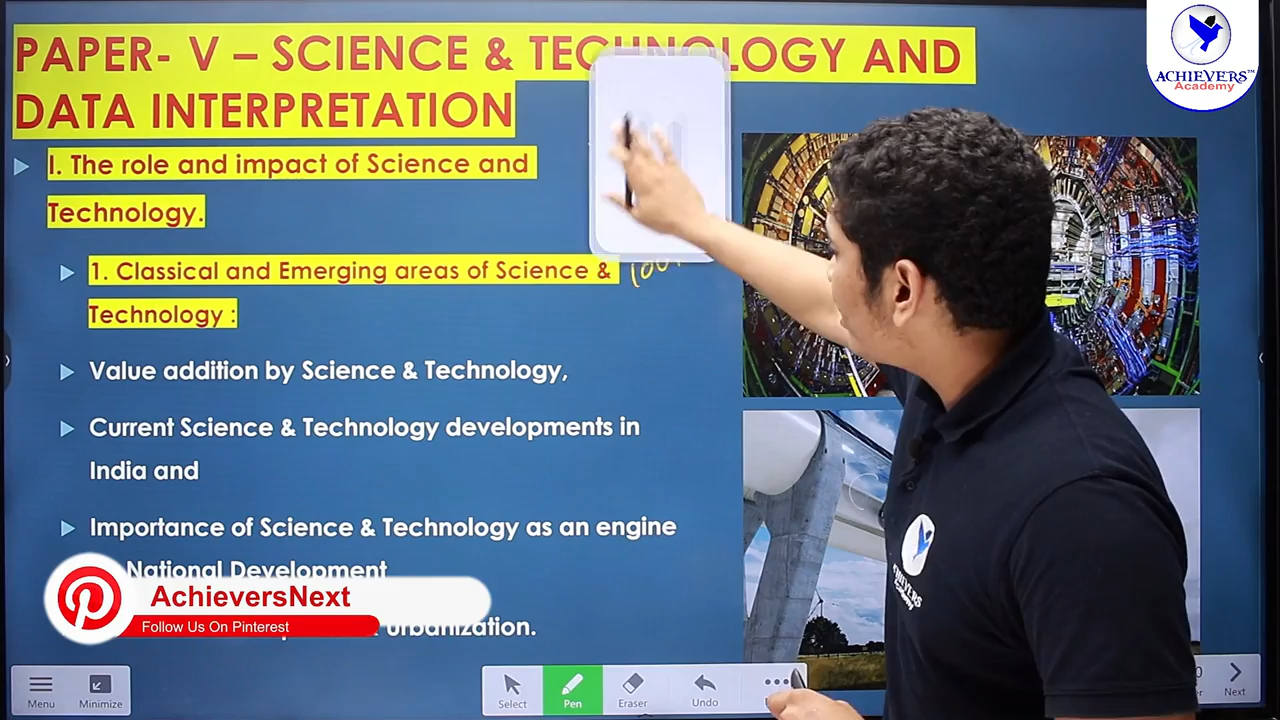 PAPER- V – SCIENCE & TECHNOLOGY AND
DATA INTERPRETATION
I. The role and impact of Science and
Technology.
1. Classical and Emerging areas of Science &
Technology :
Value addition by Science & Technology,
Current Science & Technology developments in
India and
Importance of Science & Technology as an engine
National Development
urbanization.
AchieversNext
Follow Us On Pinterest
ACHIEVERS™
Academy
ACHIEVERS
Academy
Menu
Minimize
Select
Pen
Eraser
Undo
Next